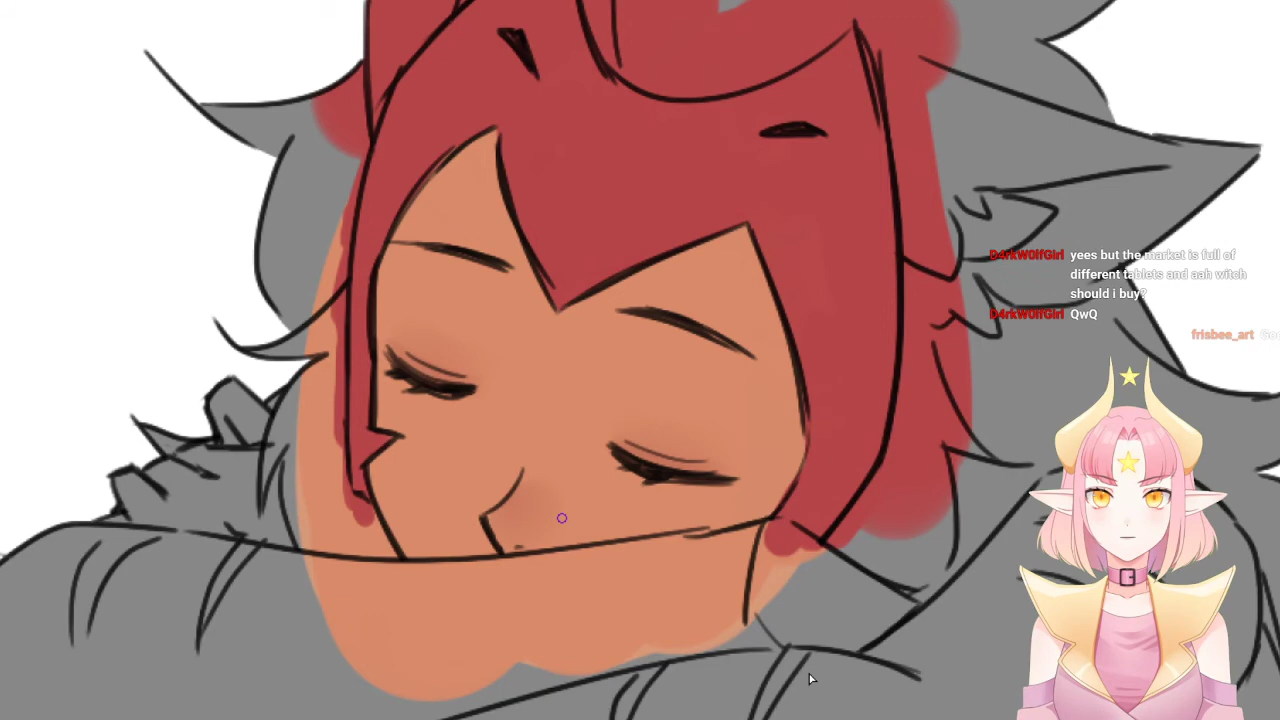 D4rkW0lfGirl yees but the market is full of
different tablets and aah witch
should i buy?
D4rkW0lfGirl QwQ
frisbee_art